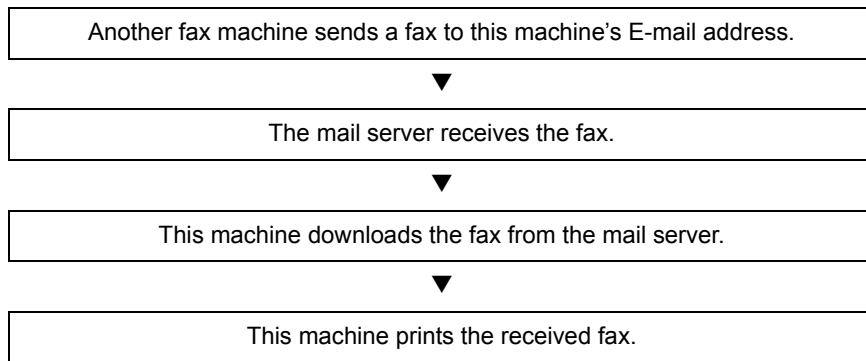 Another fax machine sends a fax to this machine’s E-mail address.
The mail server receives the fax.
This machine downloads the fax from the mail server.
This machine prints the received fax.